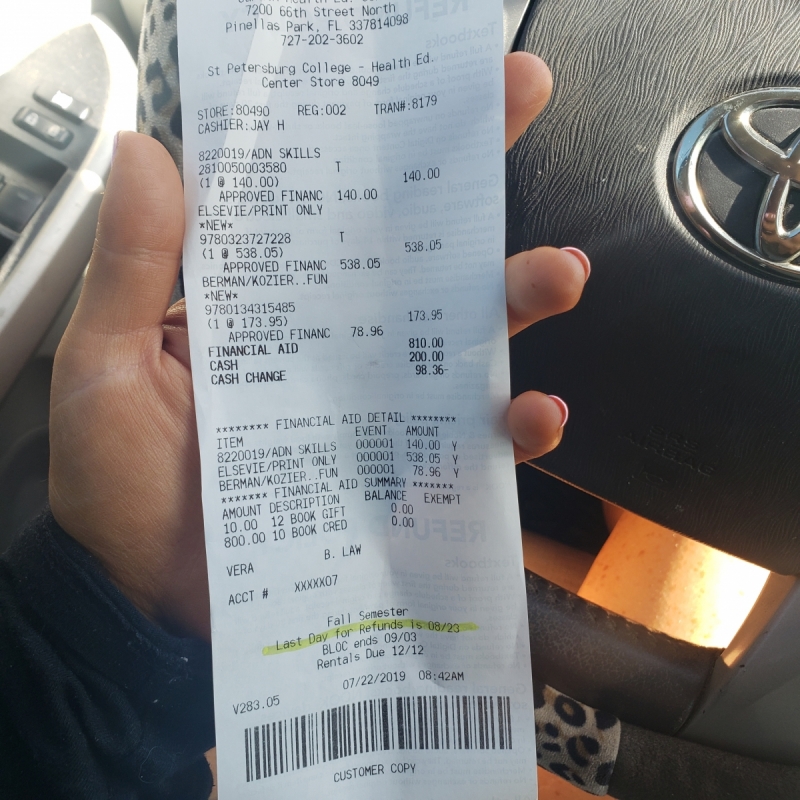 7200 66th Street North
Pinellas Park, FL 337814098
727-202-3602
St Petersburg College - Health Ed.
Center Store 8049
STORE:80490 REG:002 TRAN#:8179
CASHIER:JAY H
8220019/ADN SKILLS
2810050003580 T
(1 @ 140.00) 140.00
APPROVED FINANC 140.00
ELSEVIE/PRINT ONLY
*NEW*
9780323727228 T
(1 @ 538.05) 538.05
APPROVED FINANC 538.05
BERMAN/KOZIER..FUN
*NEW*
9780134315485
(1 @ 173.95) 173.95
APPROVED FINANC 78.96
FINANCIAL AID 810.00
CASH 200.00
CASH CHANGE 98.36-
******** FINANCIAL AID DETAIL ********
ITEM EVENT AMOUNT
8220019/ADN SKILLS 000001 140.00 Y
ELSEVIE/PRINT ONLY 000001 538.05 Y
BERMAN/KOZIER..FUN 000001 78.96 Y
******* FINANCIAL AID SUMMARY *******
AMOUNT DESCRIPTION BALANCE EXEMPT
10.00 12 BOOK GIFT 0.00
800.00 10 BOOK CRED 0.00
VERA B. LAW
ACCT # XXXXX07
Fall Semester
Last Day for Refunds Is 08/23
BLOC ends 09/03
Rentals Due 12/12
07/22/2019 08:42AM
V283.05
CUSTOMER COPY